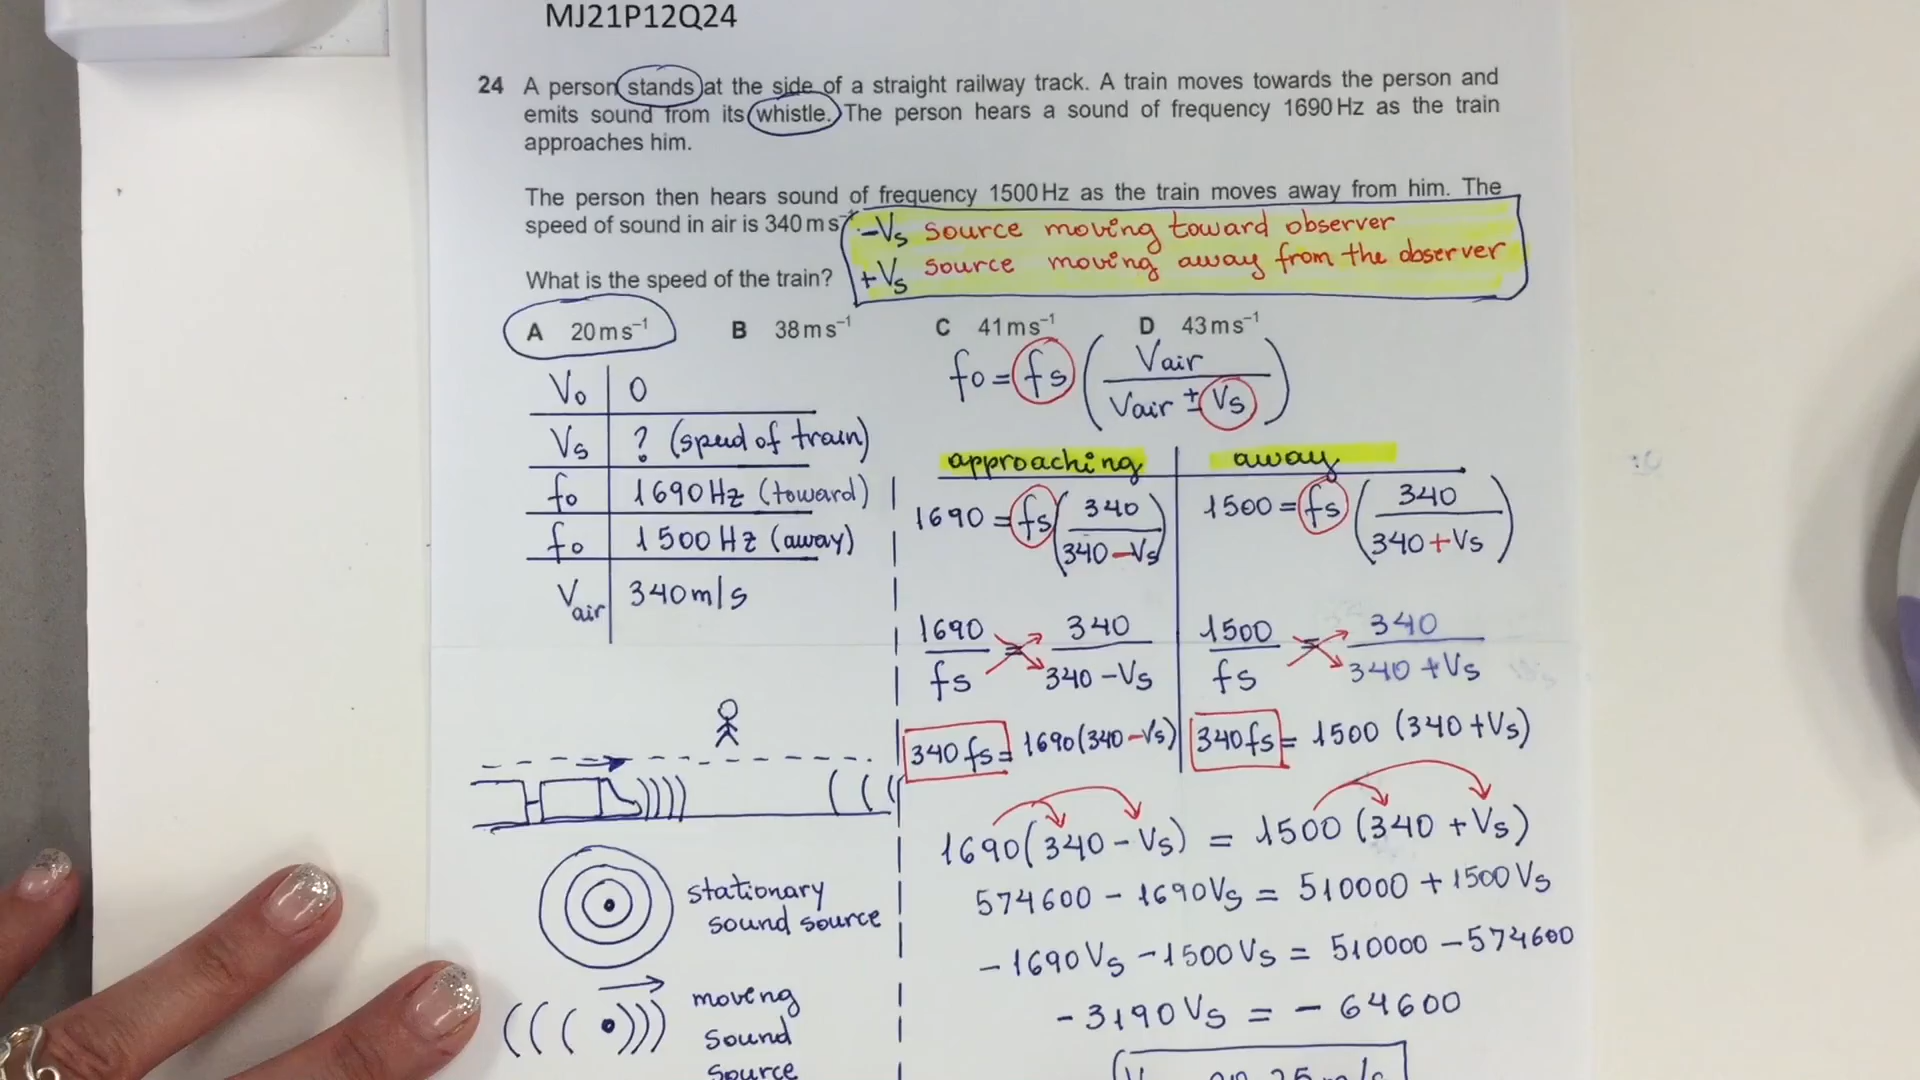 MJ21P12Q24
24 A person stands at the side of a straight railway track. A train moves towards the person and
emits sound from its whistle. The person hears a sound of frequency 1690 Hz as the train
approaches him.
The person then hears sound of frequency 1500 Hz as the train moves away from him. The
speed of sound in air is 340 m s
-Vs source moving toward observer
+Vs source moving away from the observer
What is the speed of the train?
A 20 m s⁻¹ B 38 m s⁻¹ C 41 m s⁻¹ D 43 m s⁻¹
fo = fs (Vair / Vair ± Vs)
Vo 0
Vs ? (speed of train)
fo 1690 Hz (toward)
fo 1500 Hz (away)
Vair 340 m/s
stationary
sound source
moving
sound
source
approaching
1690 = fs (340 / 340 - Vs)
1690 / fs = 340 / 340 - Vs
340 fs = 1690 (340 - Vs)
away
1500 = fs (340 / 340 + Vs)
1500 / fs = 340 / 340 + Vs
340 fs = 1500 (340 + Vs)
1690 (340 - Vs) = 1500 (340 + Vs)
574600 - 1690 Vs = 510000 + 1500 Vs
- 1690 Vs - 1500 Vs = 510000 - 574600
- 3190 Vs = - 64600